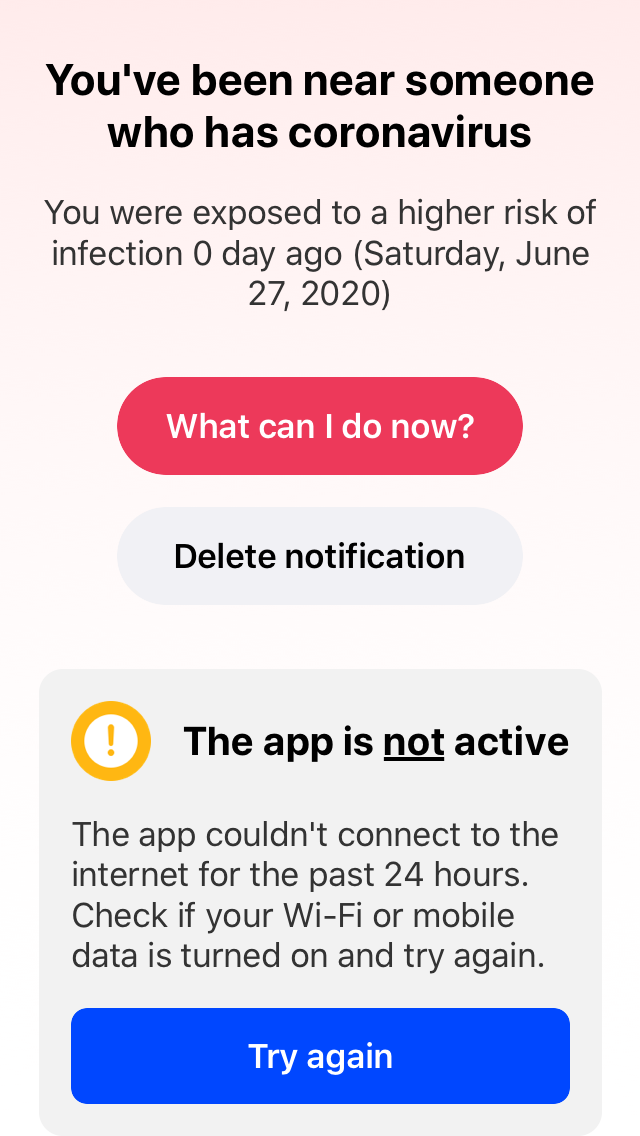 You've been near someone
who has coronavirus
You were exposed to a higher risk of
infection 0 day ago (Saturday, June
27, 2020)
What can I do now?
Delete notification
The app is not active
The app couldn't connect to the
internet for the past 24 hours.
Check if your Wi-Fi or mobile
data is turned on and try again.
Try again